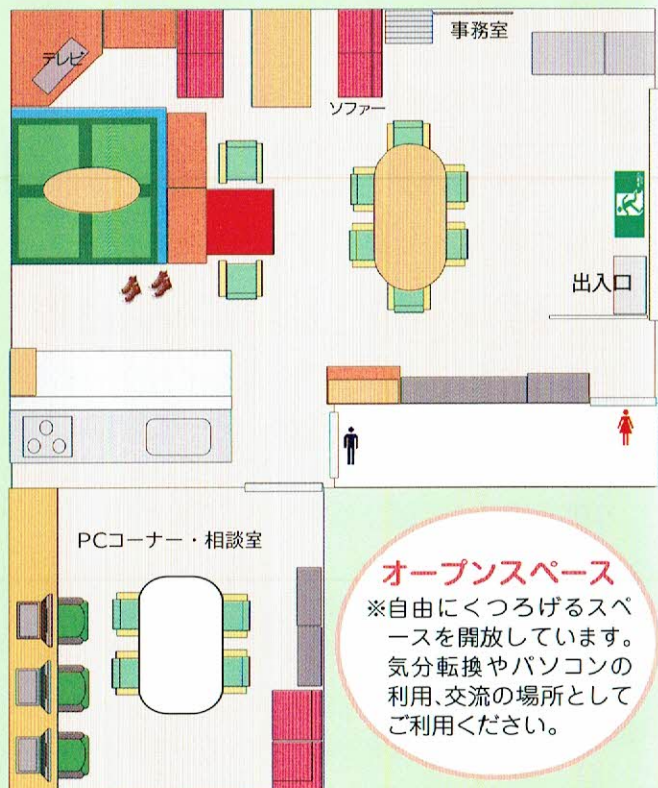 事務室
テレビ
ソファー
出入口
PCコーナー・相談室
オープンスペース
※自由にくつろげるスペ
ースを開放しています。
気分転換やパソコンの
利用、交流の場所として
ご利用ください。